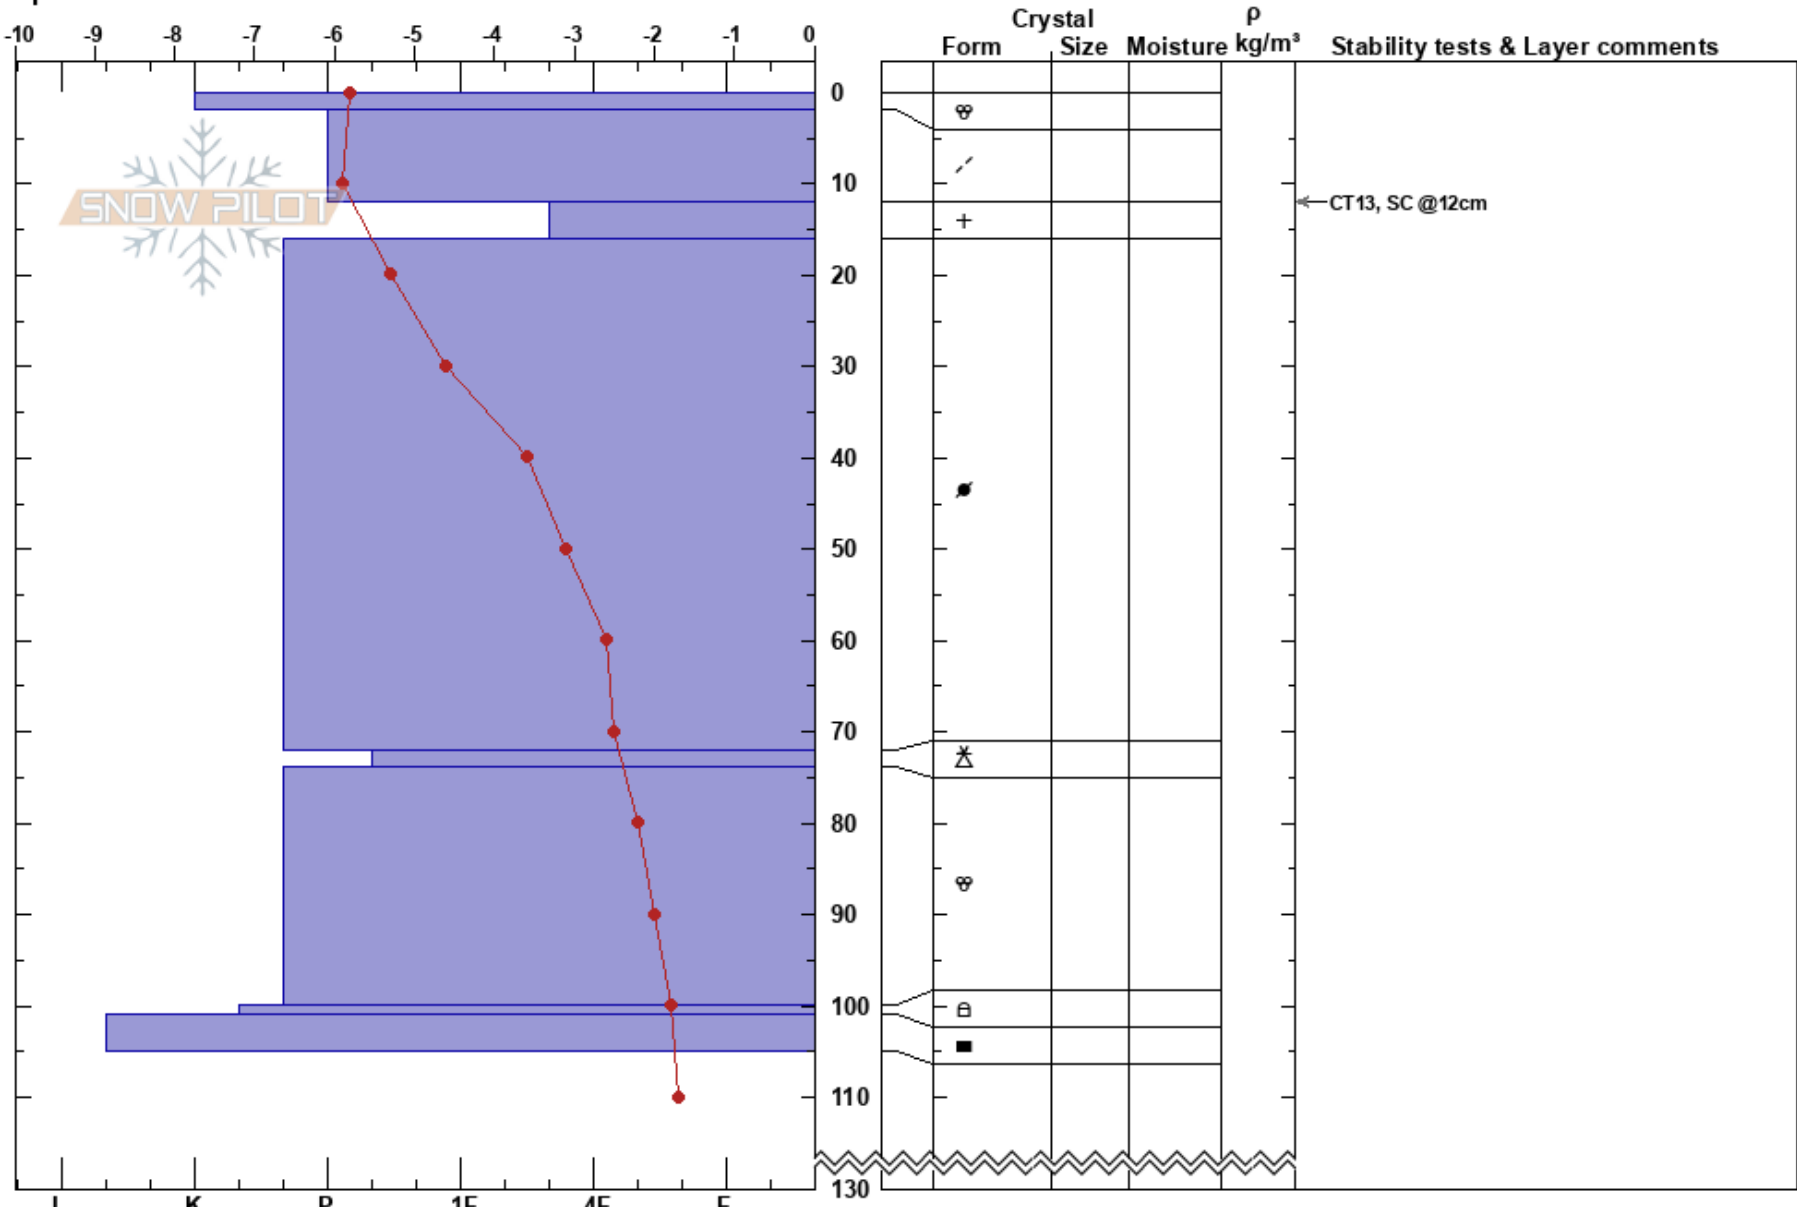 Crystal ρ
-10 -9 -8 -7 -6 -5 -4 -3 -2 -1 0
Form Size Moisture kg/m³ Stability tests & Layer comments
0
SNOW PILOT
10
CT13, SC @12cm
20
30
40
50
60
70
80
90
100
110
130